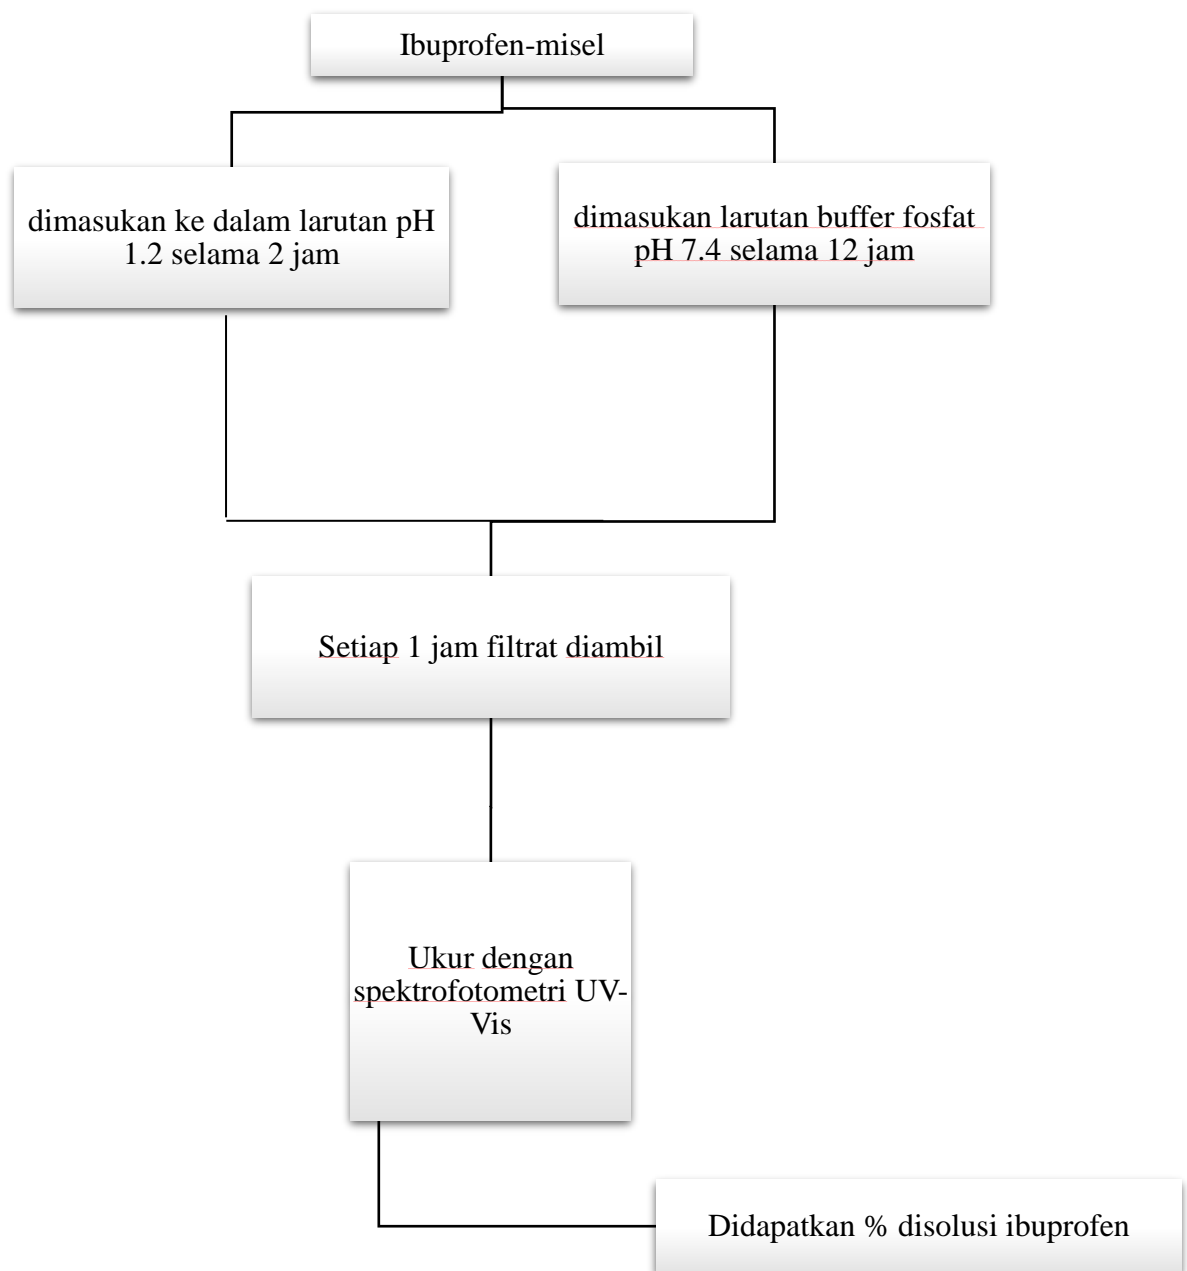 Ibuprofen-misel
dimasukan ke dalam larutan pH
1.2 selama 2 jam
dimasukan larutan buffer fosfat
pH 7.4 selama 12 jam
Setiap 1 jam filtrat diambil
Ukur dengan
spektrofotometri UV-
Vis
Didapatkan % disolusi ibuprofen